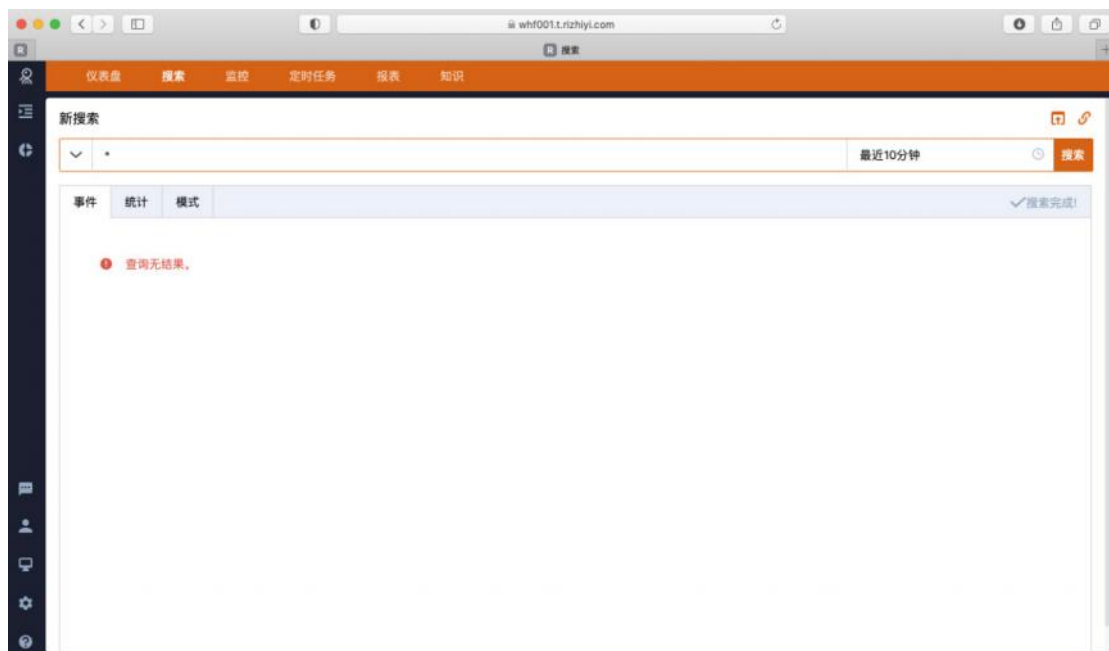 whf001.t.rizhiyi.com
R
R 搜索
仪表盘 搜索 监控 定时任务 报表 知识
新搜索
* 最近10分钟 搜索
事件 统计 模式 搜索完成!
查询无结果。